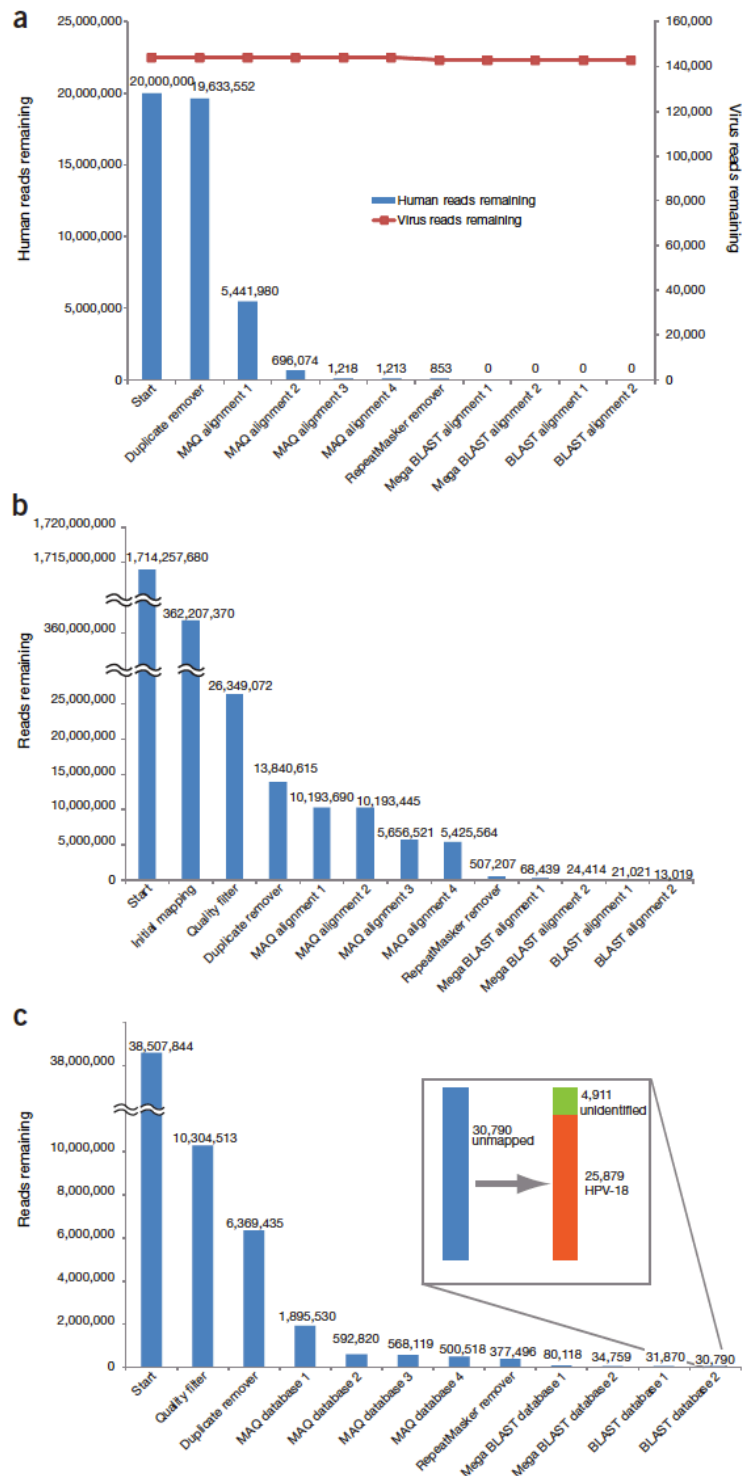 a
25,000,000
20,000,000
15,000,000
10,000,000
5,000,000
0
Human reads remaining
160,000
140,000
120,000
100,000
80,000
60,000
40,000
20,000
0
Virus reads remaining
20,000,000
19,633,552
5,441,980
696,074
1,218
1,213
853
0
0
0
0
Human reads remaining
Virus reads remaining
Start
Duplicate remover
MAQ alignment 1
MAQ alignment 2
MAQ alignment 3
MAQ alignment 4
RepeatMasker remover
Mega BLAST alignment 1
Mega BLAST alignment 2
BLAST alignment 1
BLAST alignment 2
b
1,720,000,000
1,715,000,000
360,000,000
25,000,000
20,000,000
15,000,000
10,000,000
5,000,000
0
Reads remaining
1,714,257,680
362,207,370
26,349,072
13,840,615
10,193,690
10,193,445
5,656,521
5,425,564
507,207
68,439
24,414
21,021
13,019
Start
Initial mapping
Quality filter
Duplicate remover
MAQ alignment 1
MAQ alignment 2
MAQ alignment 3
MAQ alignment 4
RepeatMasker remover
Mega BLAST alignment 1
Mega BLAST alignment 2
BLAST alignment 1
BLAST alignment 2
c
38,000,000
10,000,000
8,000,000
6,000,000
4,000,000
2,000,000
0
Reads remaining
38,507,844
10,304,513
6,369,435
1,895,530
592,820
568,119
500,518
377,496
80,118
34,759
31,870
30,790
30,790
unmapped
4,911
unidentified
25,879
HPV-18
Start
Quality filter
Duplicate remover
MAQ database 1
MAQ database 2
MAQ database 3
MAQ database 4
RepeatMasker remover
Mega BLAST database 1
Mega BLAST database 2
BLAST database 1
BLAST database 2